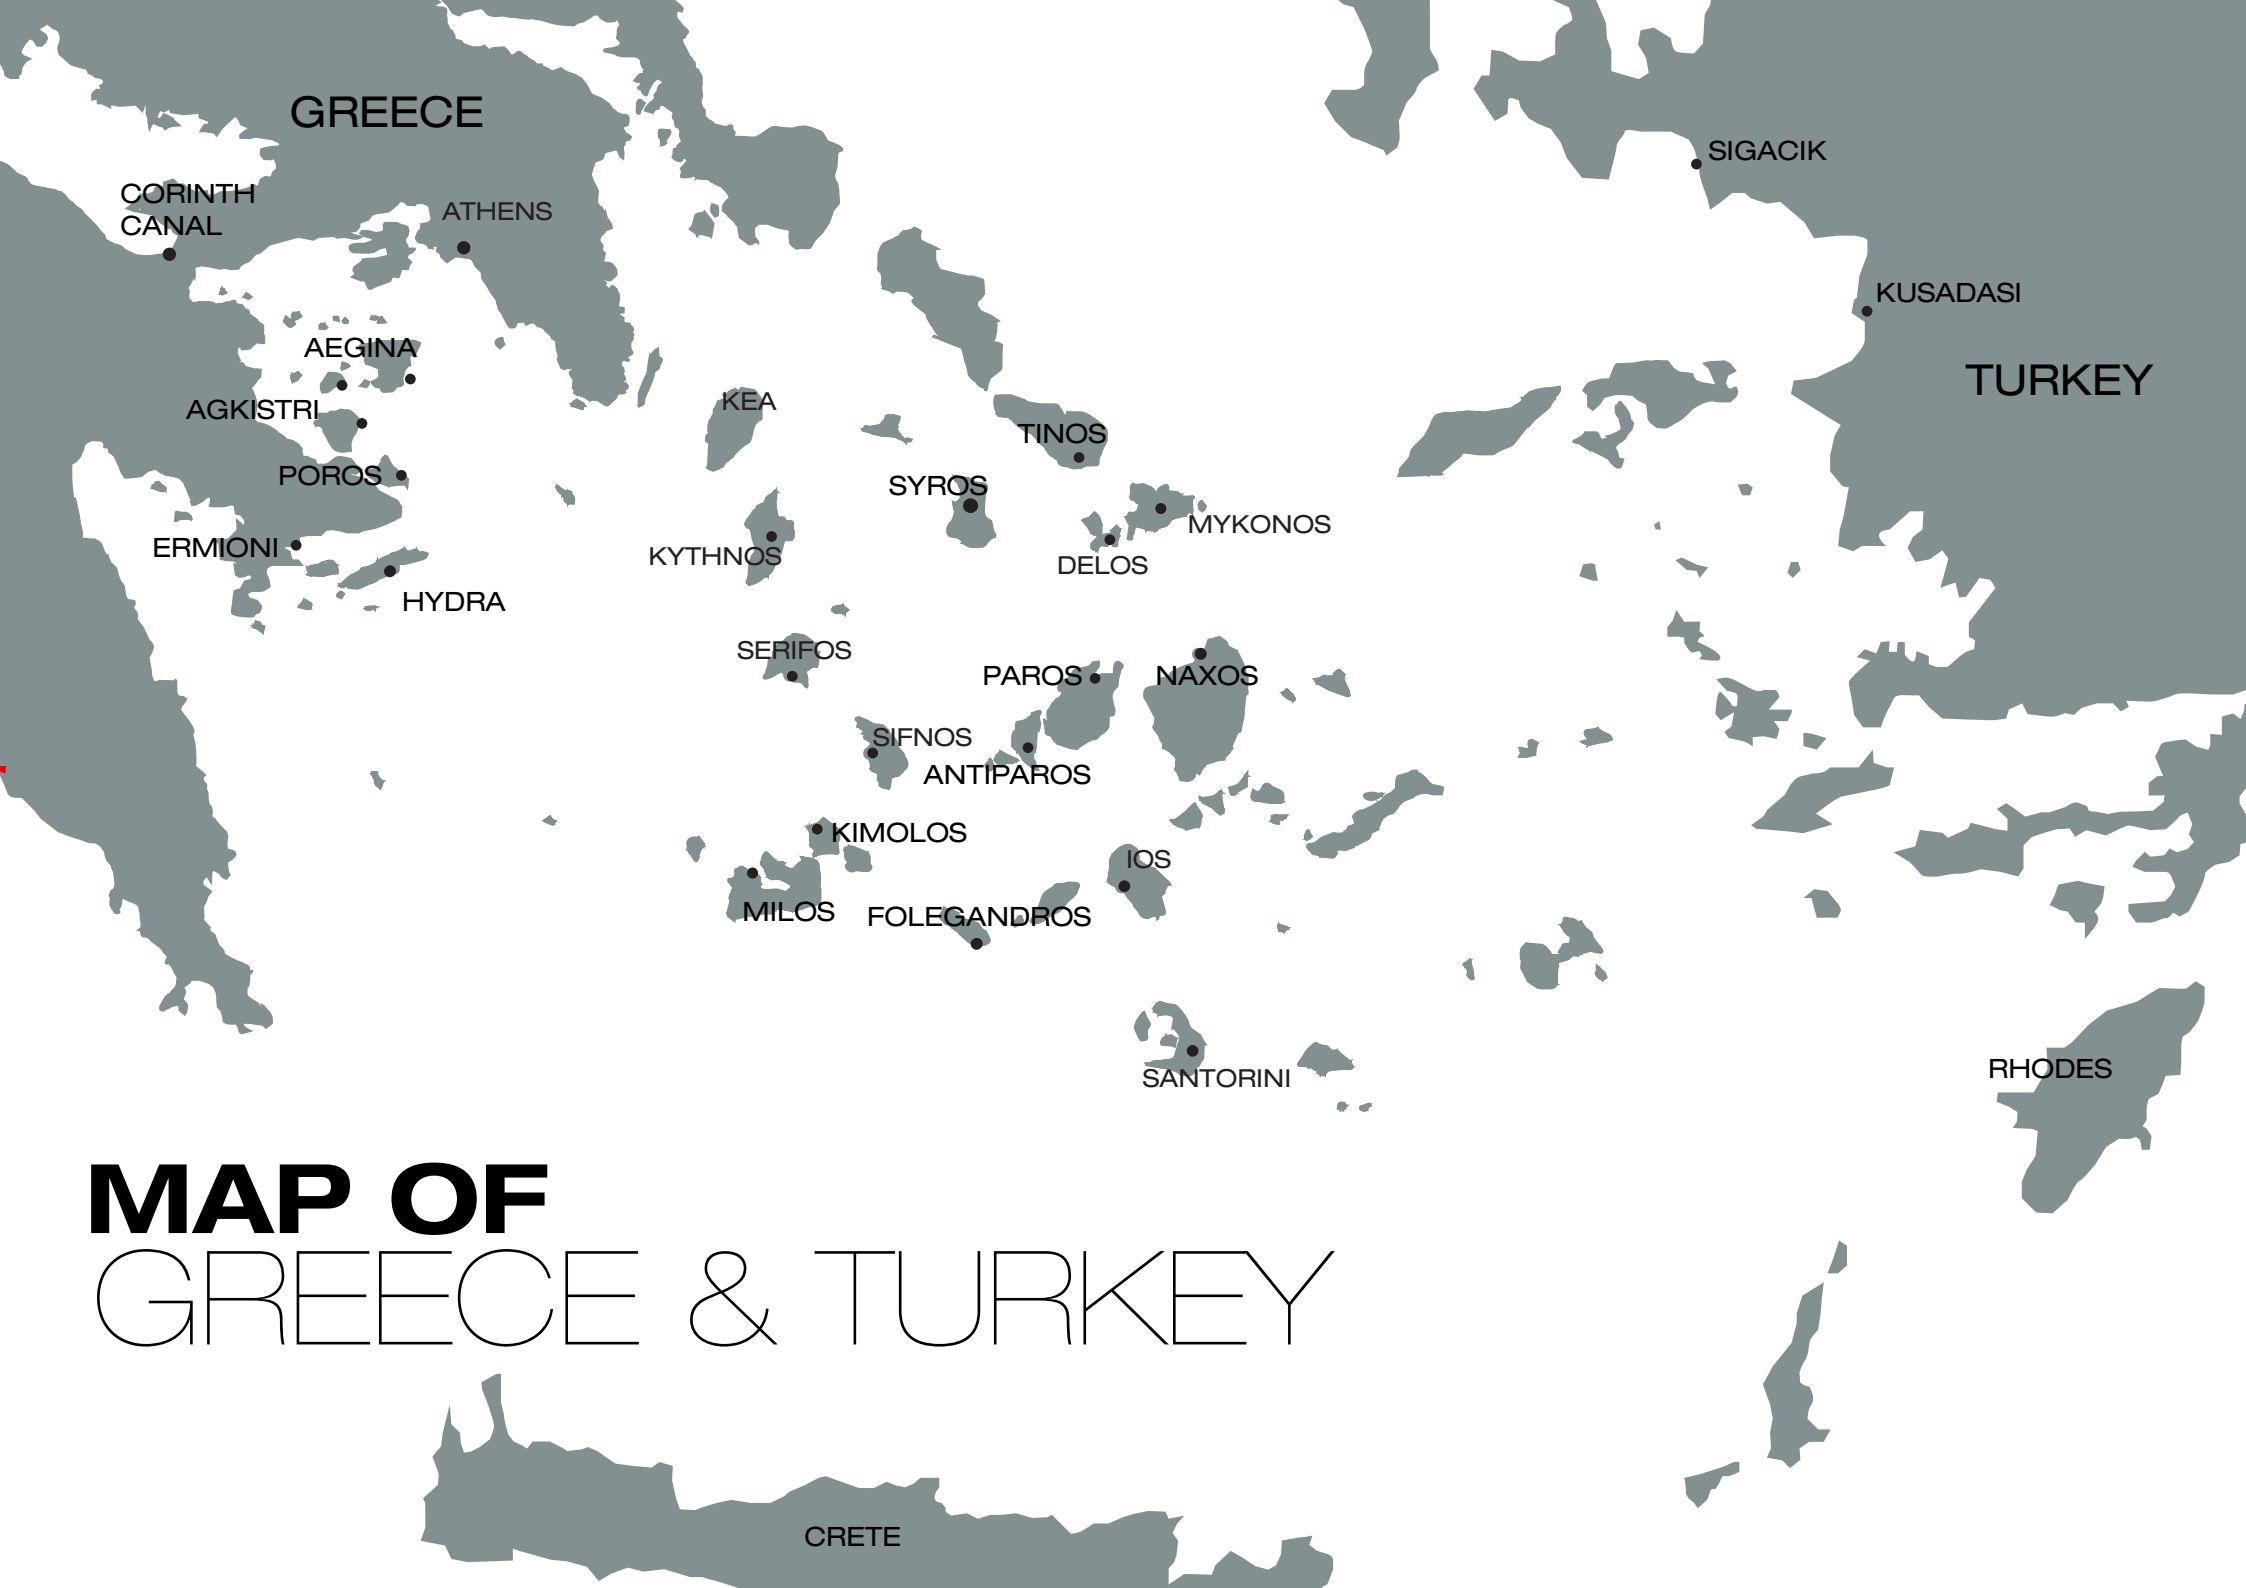 GREECE
SIGACIK
CORINTH
CANAL
ATHENS
KUSADASI
AEGINA
TURKEY
KEA
AGKISTRI
TINOS
POROS
SYROS
MYKONOS
ERMIONI
KYTHNOS
DELOS
HYDRA
SERIFOS
PAROS
NAXOS
SIFNOS
ANTIPAROS
KIMOLOS
IOS
MILOS
FOLEGANDROS
SANTORINI
RHODES
MAP OF
GREECE & TURKEY
CRETE